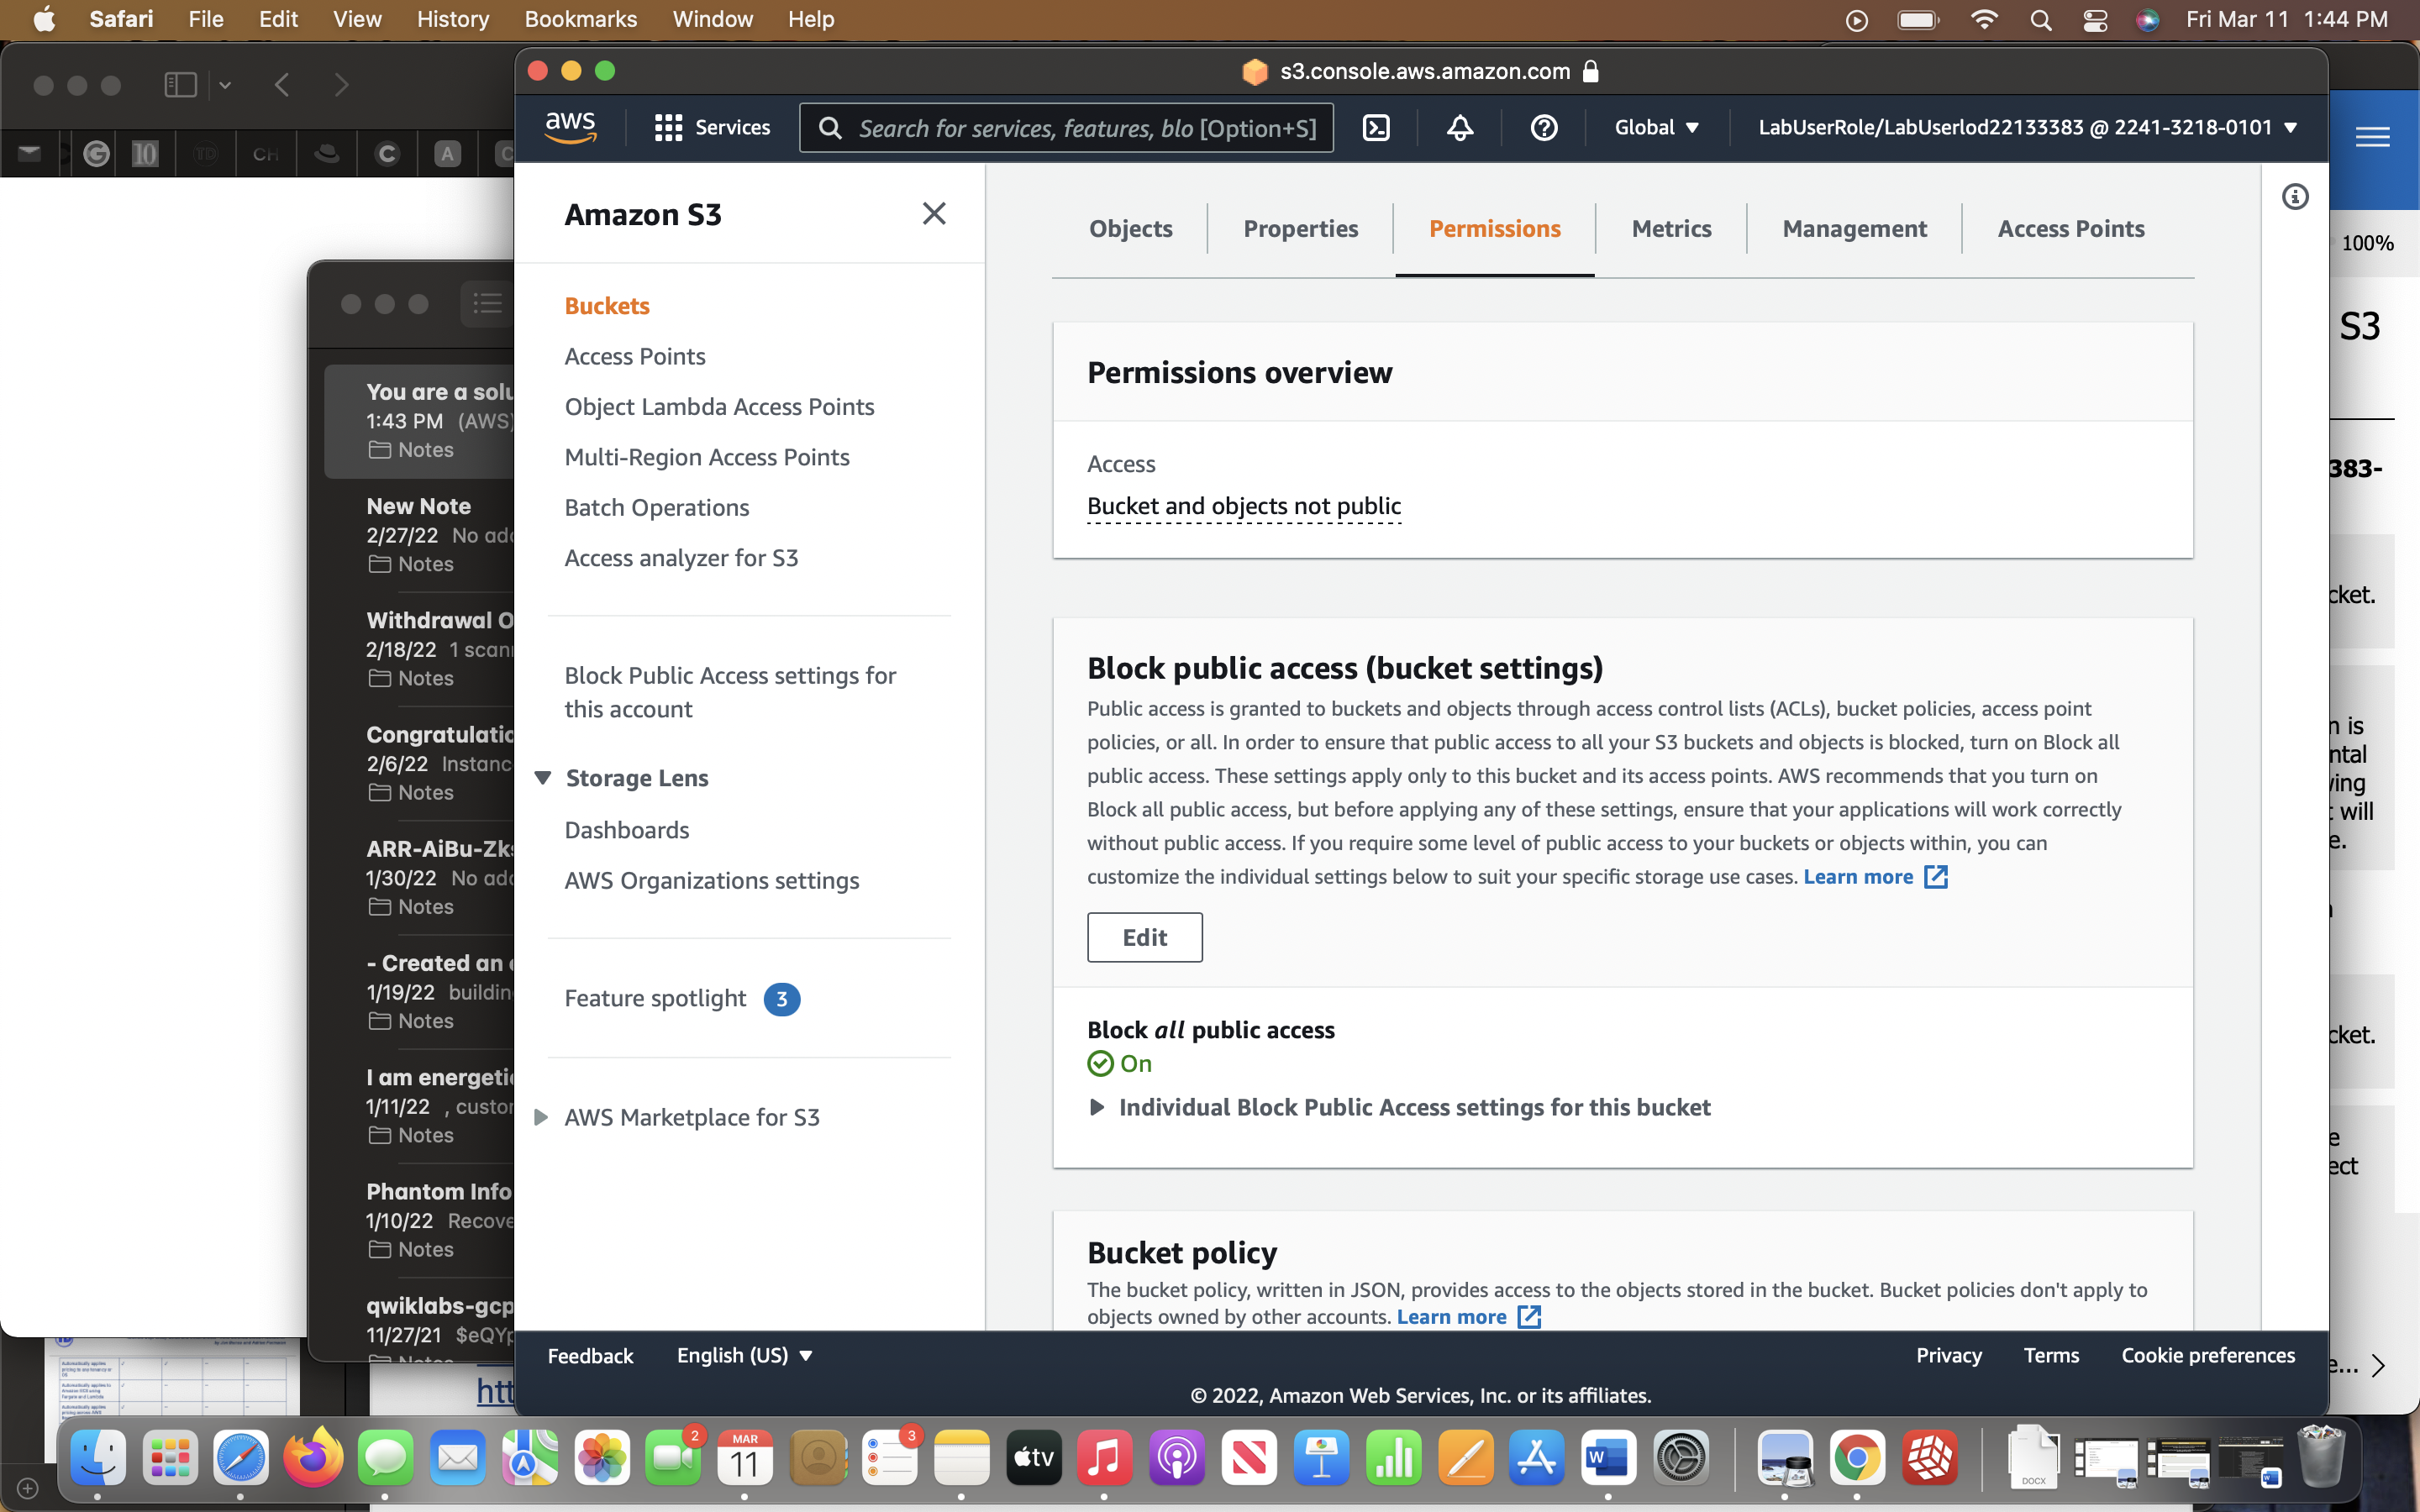 Safari File Edit View History Bookmarks Window Help Fri Mar 11 1:44 PM
s3.console.aws.amazon.com
aws Services Search for services, features, blo [Option+S] Global LabUserRole/LabUserlod22133383 @ 2241-3218-0101
10 TD CH C A C
100%
S3
383-
cket.
n is
ntal
ving
t will
e.
cket.
e
ect
e...
You are a solu
1:43 PM (AWS)
Notes
New Note
2/27/22 No add
Notes
Withdrawal O
2/18/22 1 scann
Notes
Congratulatio
2/6/22 Instanc
Notes
ARR-AiBu-Zks
1/30/22 No add
Notes
- Created an e
1/19/22 building
Notes
I am energetic
1/11/22 , custom
Notes
Phantom Info
1/10/22 Recove
Notes
qwiklabs-gcp
11/27/21 $eQYp
Notes
htt
Amazon S3
Buckets
Access Points
Object Lambda Access Points
Multi-Region Access Points
Batch Operations
Access analyzer for S3
Block Public Access settings for
this account
Storage Lens
Dashboards
AWS Organizations settings
Feature spotlight 3
AWS Marketplace for S3
Objects Properties Permissions Metrics Management Access Points
Permissions overview
Access
Bucket and objects not public
Block public access (bucket settings)
Public access is granted to buckets and objects through access control lists (ACLs), bucket policies, access point
policies, or all. In order to ensure that public access to all your S3 buckets and objects is blocked, turn on Block all
public access. These settings apply only to this bucket and its access points. AWS recommends that you turn on
Block all public access, but before applying any of these settings, ensure that your applications will work correctly
without public access. If you require some level of public access to your buckets or objects within, you can
customize the individual settings below to suit your specific storage use cases. Learn more
Edit
Block all public access
On
Individual Block Public Access settings for this bucket
Bucket policy
The bucket policy, written in JSON, provides access to the objects stored in the bucket. Bucket policies don't apply to
objects owned by other accounts. Learn more
Feedback English (US) Privacy Terms Cookie preferences
© 2022, Amazon Web Services, Inc. or its affiliates.
2 MAR 11 3 tv W DOCX